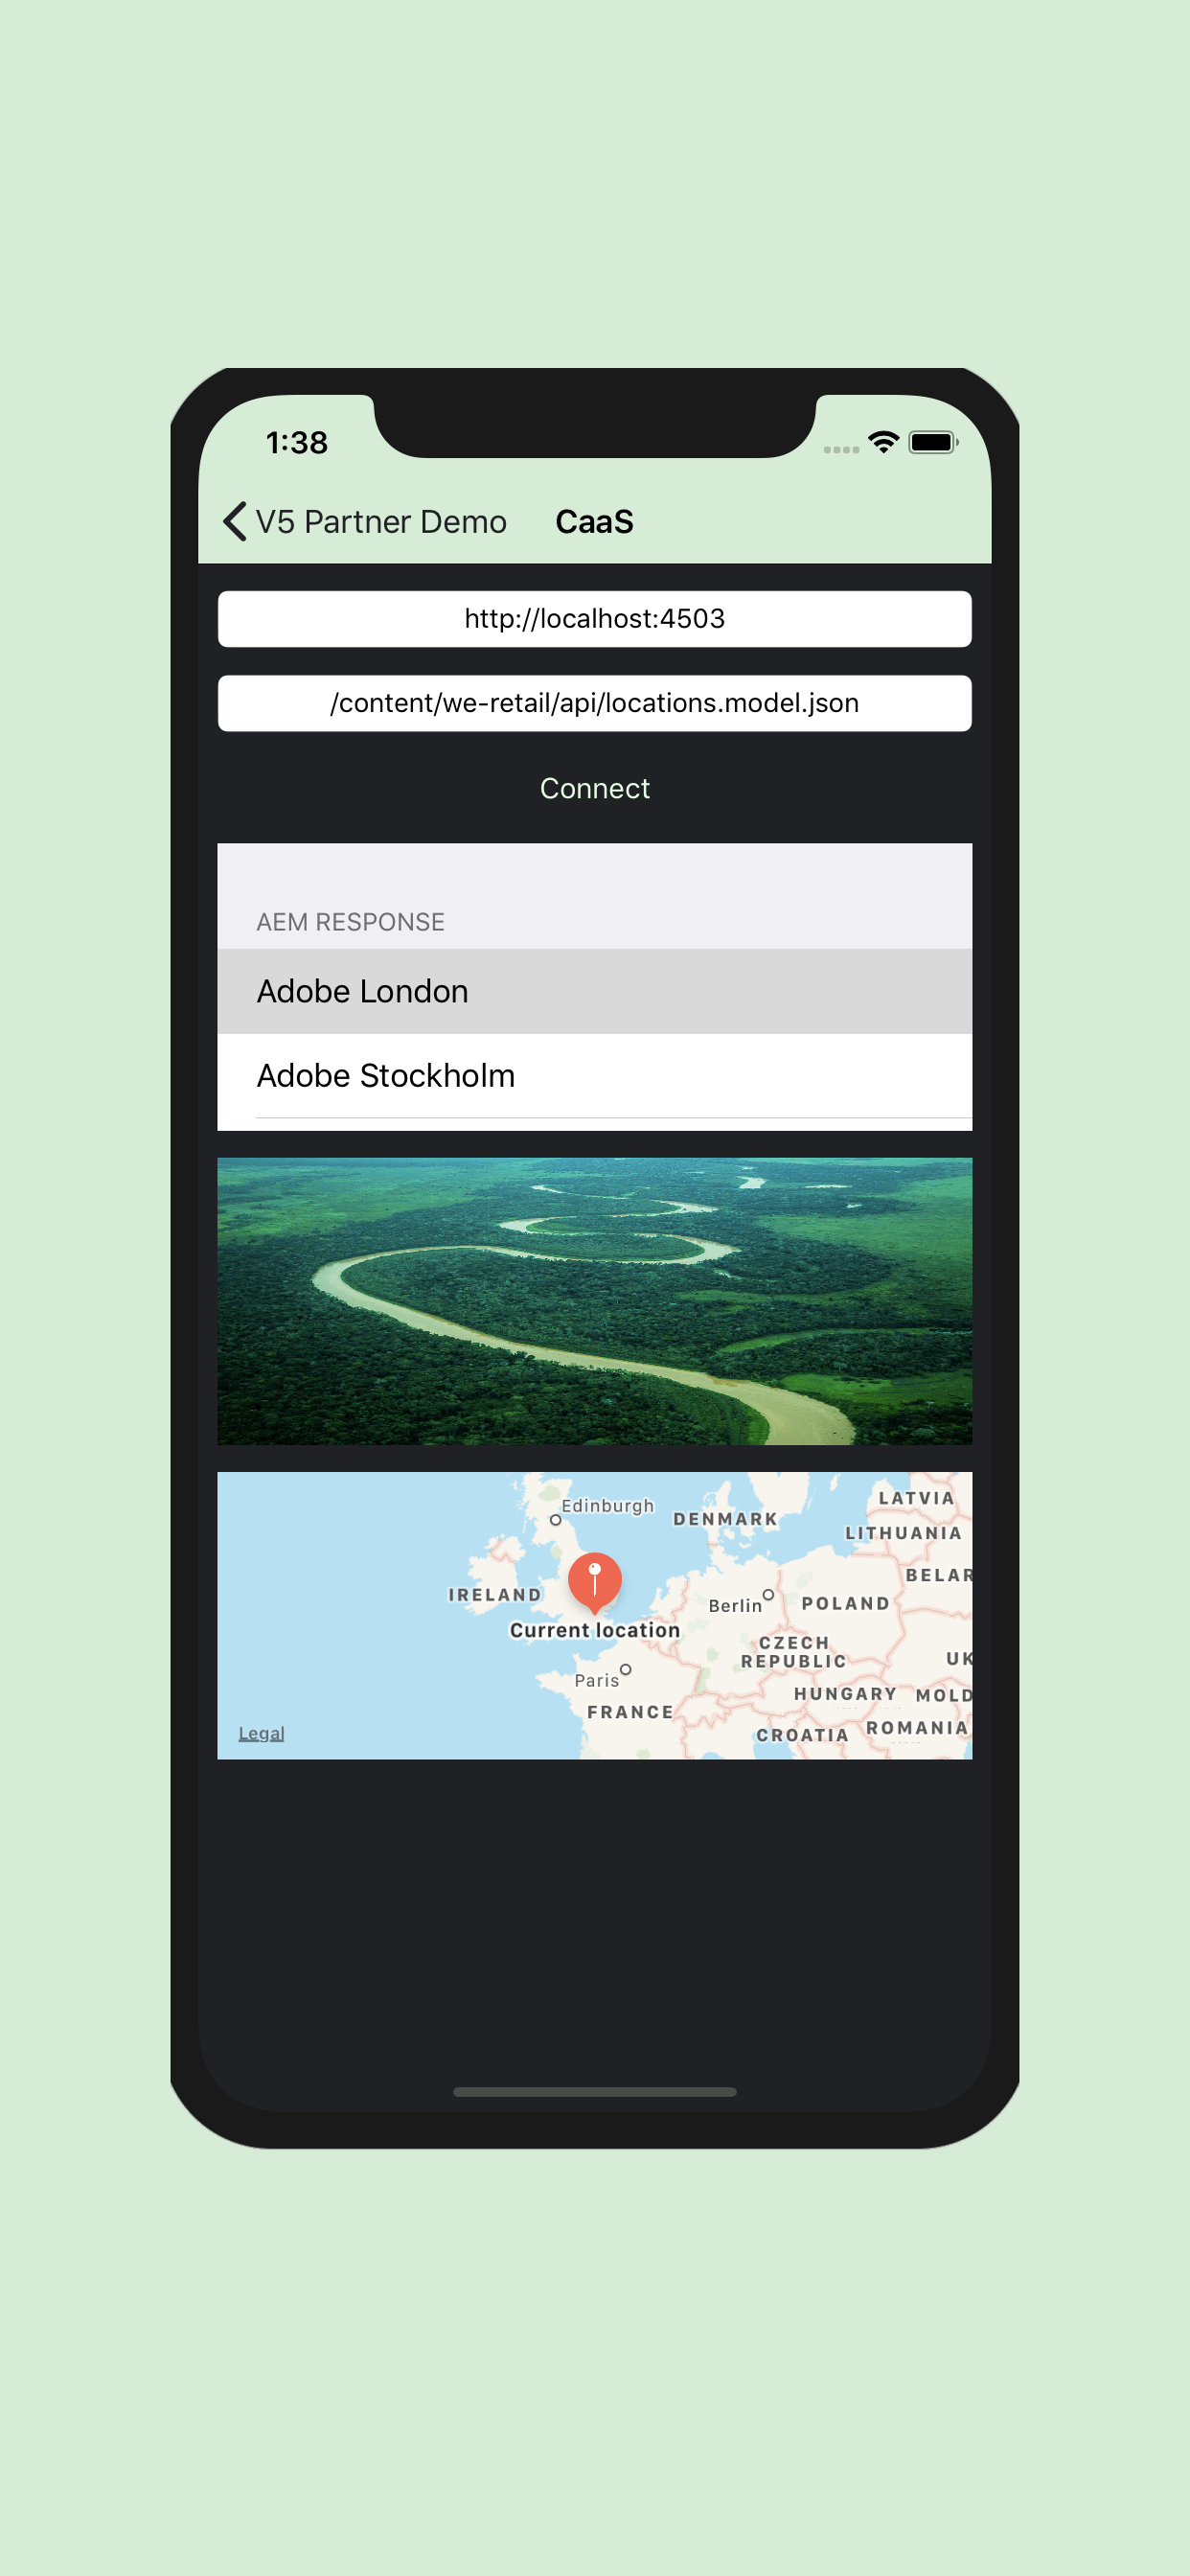 1:38
V5 Partner Demo
CaaS
http://localhost:4503
/content/we-retail/api/locations.model.json
Connect
AEM RESPONSE
Adobe London
Adobe Stockholm
Edinburgh
DENMARK
LATVIA
LITHUANIA
BELAR
IRELAND
Berlin
POLAND
Current location
CZECH
REPUBLIC
UK
Paris
HUNGARY
MOLD
FRANCE
CROATIA
ROMANIA
Legal